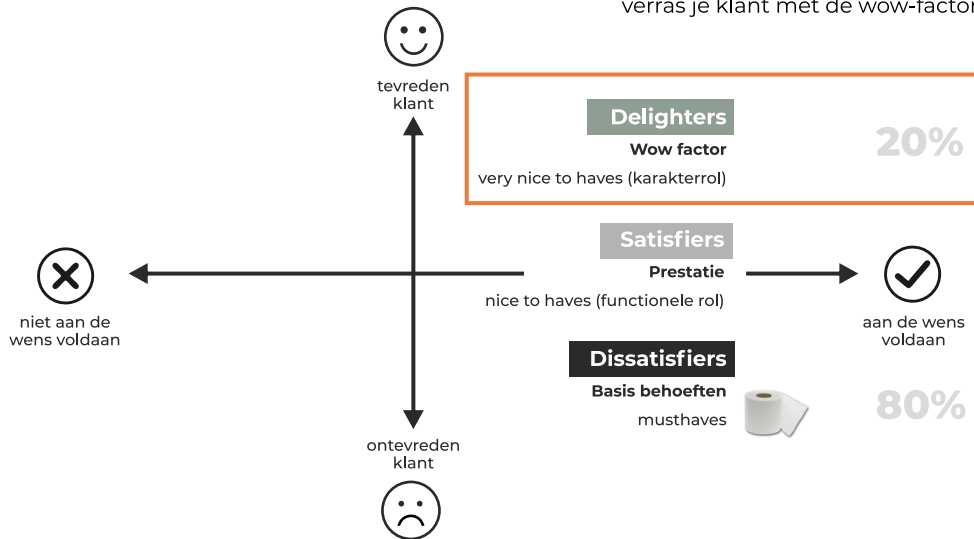 verras je klant met de wow-factor
tevreden
klant
Delighters
Wow factor
very nice to haves (karakterrol)
20%
Satisfiers
Prestatie
nice to haves (functionele rol)
niet aan de
wens voldaan
aan de wens
voldaan
Dissatisfiers
Basis behoeften
musthaves
80%
ontevreden
klant